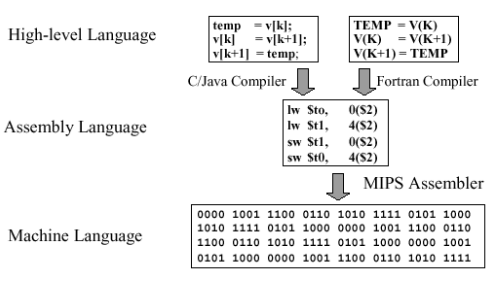 High-level Language
temp = v[k];
v[k] = v[k+1];
v[k+1] = temp;
TEMP = V(K)
V(K) = V(K+1)
V(K+1) = TEMP
C/Java Compiler
Fortran Compiler
Assembly Language
lw $to, 0($2)
lw $t1, 4($2)
sw $t1, 0($2)
sw $t0, 4($2)
MIPS Assembler
Machine Language
0000 1001 1100 0110 1010 1111 0101 1000
1010 1111 0101 1000 0000 1001 1100 0110
1100 0110 1010 1111 0101 1000 0000 1001
0101 1000 0000 1001 1100 0110 1010 1111